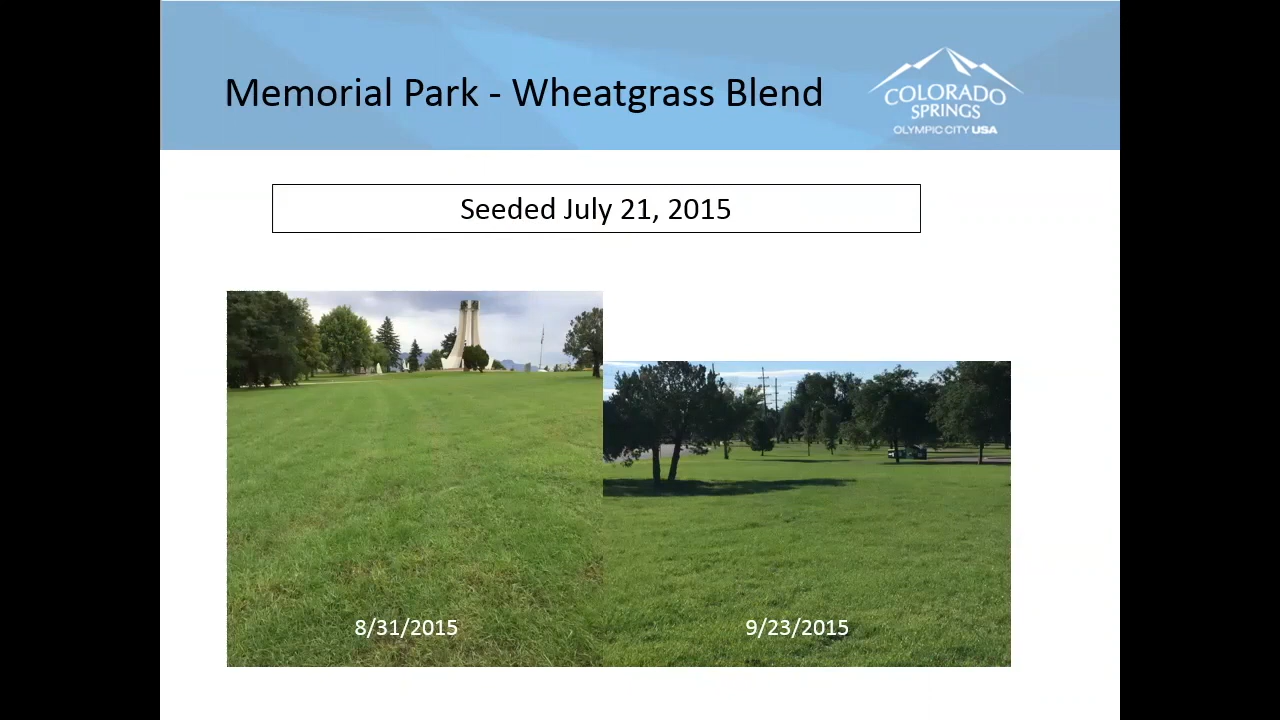 Memorial Park - Wheatgrass Blend
COLORADO
SPRINGS
OLYMPIC CITY USA
Seeded July 21, 2015
8/31/2015
9/23/2015